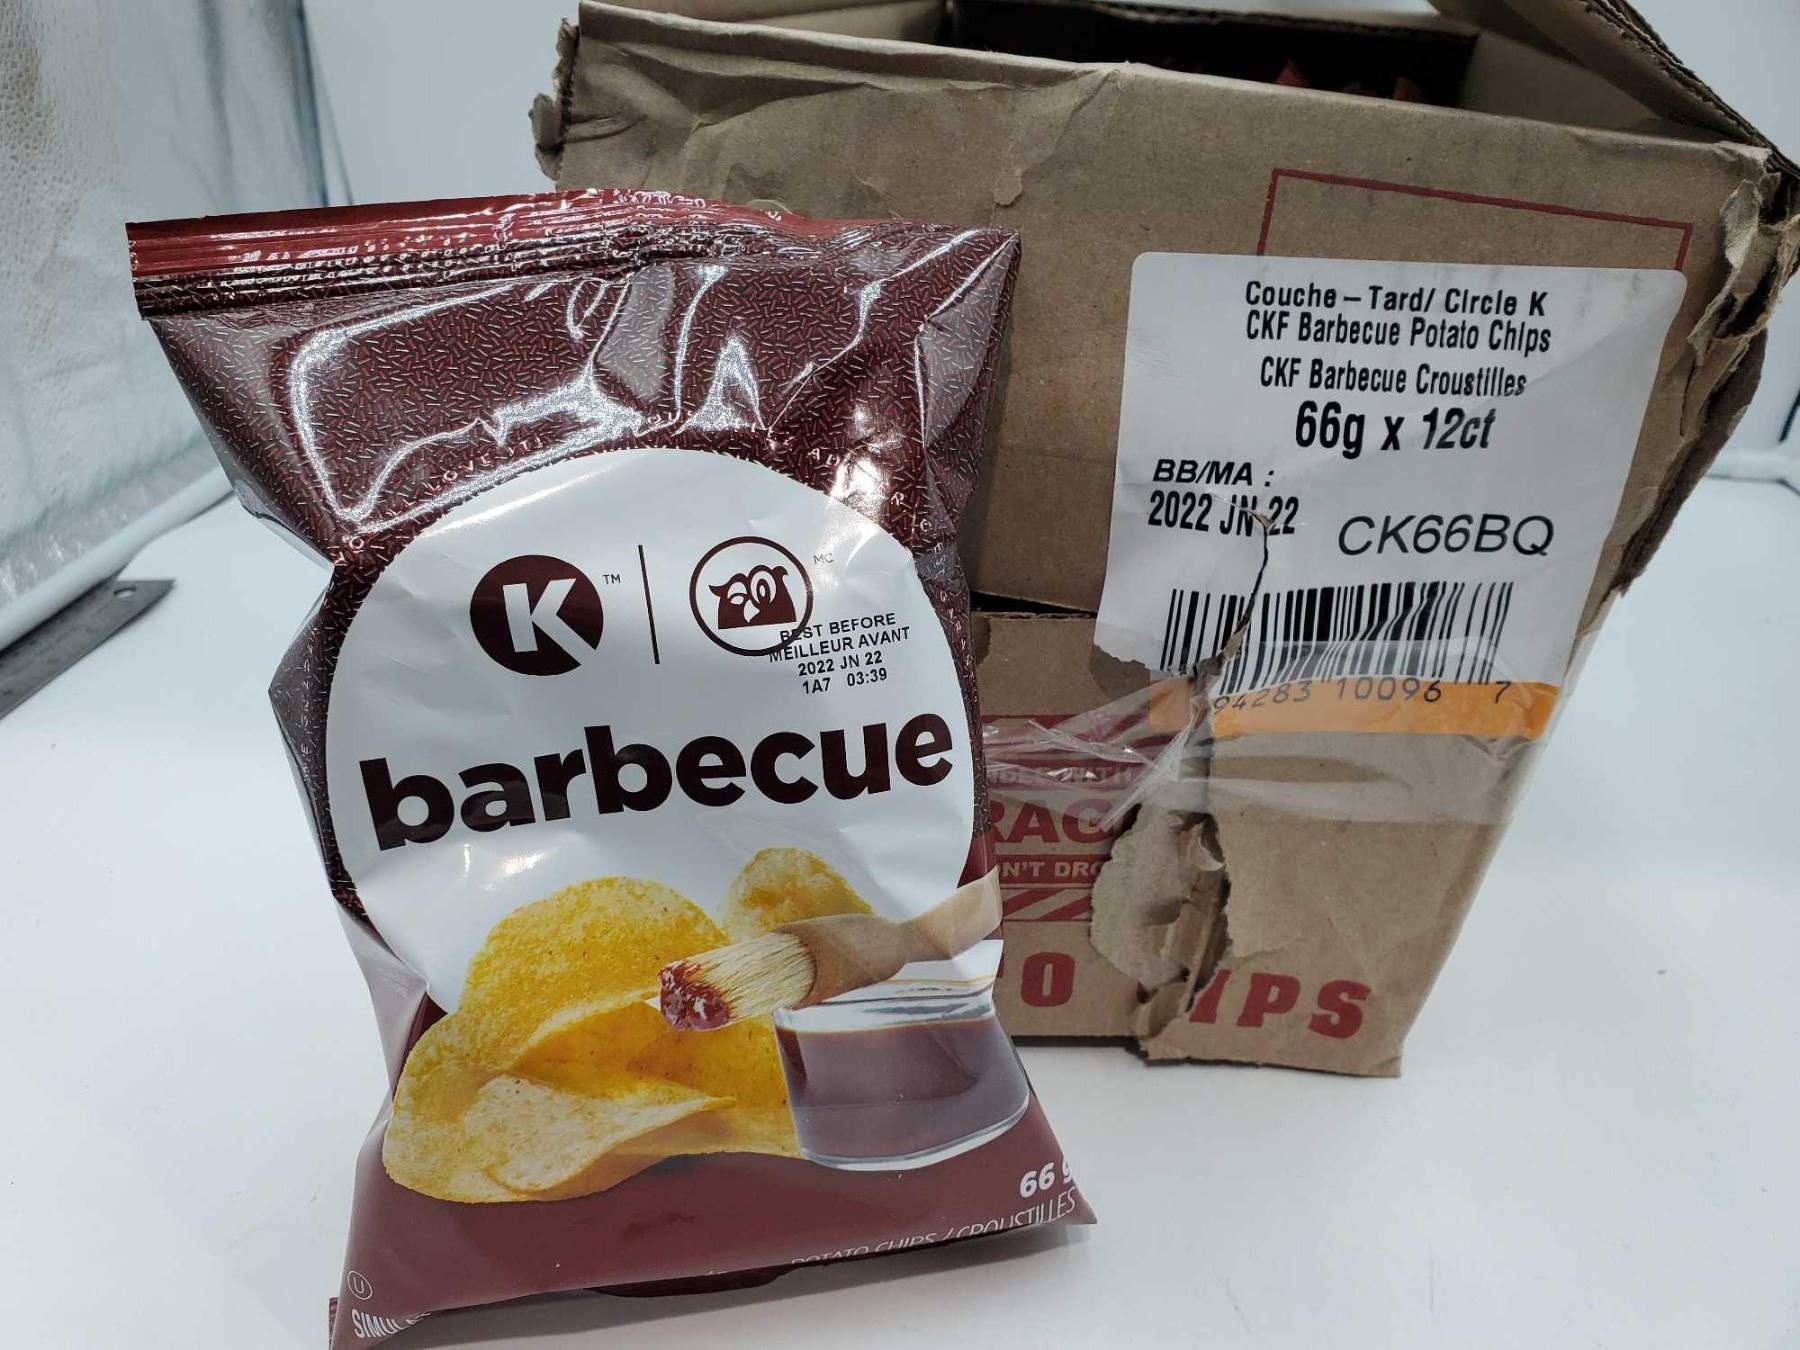 K TM MC
BEST BEFORE
MEILLEUR AVANT
2022 JN 22
1A7 03:39
barbecue
66 g
POTATO CHIPS / CROUSTILLES
U
Couche – Tard/ Circle K
CKF Barbecue Potato Chips
CKF Barbecue Croustilles
66g x 12ct
BB/MA :
2022 JN 22
CK66BQ
94283 10096 7
RAG
N'T DRO
O IPS